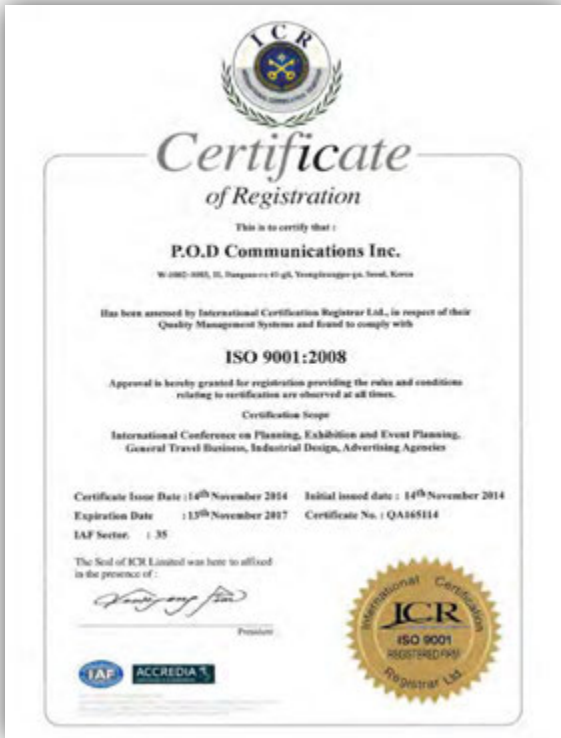 ICR
Certificate
of Registration
This is to certify that :
P.O.D Communications Inc.
Seoul, Korea
Has been assessed by International Certification Registrar Ltd., in respect of their
Quality Management Systems and found to comply with
ISO 9001:2008
Approval is hereby granted for registration providing the rules and conditions
relating to certification are observed at all times.
Certification Scope
International Conference on Planning, Exhibition and Event Planning,
General Travel Business, Industrial Design, Advertising Agencies
Certificate Issue Date :14th November 2014 Initial issued date : 14th November 2014
Expiration Date :13th November 2017 Certificate No. : QA165114
IAF Sector. : 35
The Seal of ICR Limited was here to affixed
in the presence of :
President
International Certification
ICR
ISO 9001
REGISTERED FIRM
Registrar Ltd.
IAF
ACCREDIA